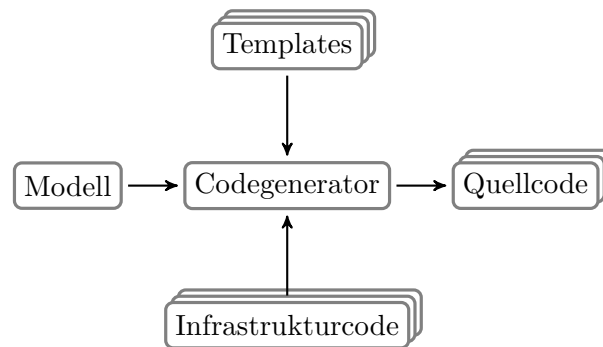 Templates
Modell
Codegenerator
Quellcode
Infrastrukturcode